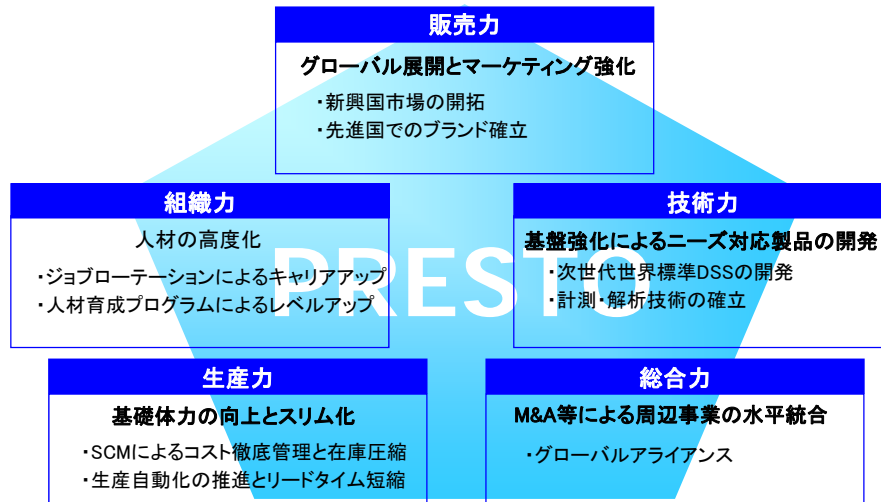 販売力
グローバル展開とマーケティング強化
・新興国市場の開拓
・先進国でのブランド確立
組織力
人材の高度化
・ジョブローテーションによるキャリアアップ
・人材育成プログラムによるレベルアップ
技術力
基盤強化によるニーズ対応製品の開発
・次世代世界標準DSSの開発
・計測・解析技術の確立
PRESTO
生産力
基礎体力の向上とスリム化
・SCMによるコスト徹底管理と在庫圧縮
・生産自動化の推進とリードタイム短縮
総合力
M&A等による周辺事業の水平統合
・グローバルアライアンス